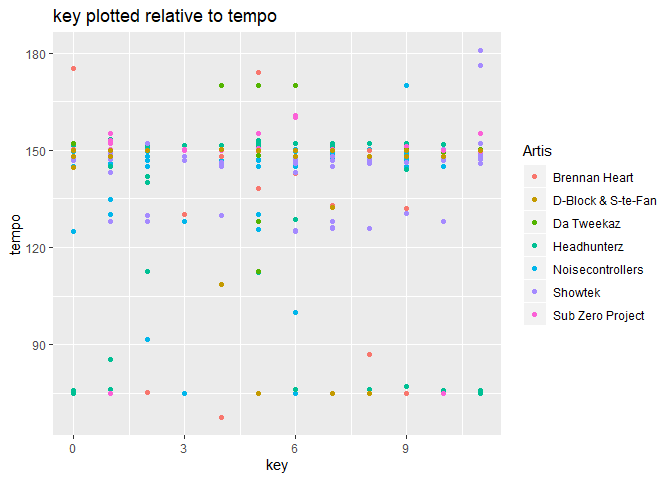 key plotted relative to tempo
180
150
120
90
tempo
0
3
6
9
key
Artis
Brennan Heart
D-Block & S-te-Fan
Da Tweekaz
Headhunterz
Noisecontrollers
Showtek
Sub Zero Project